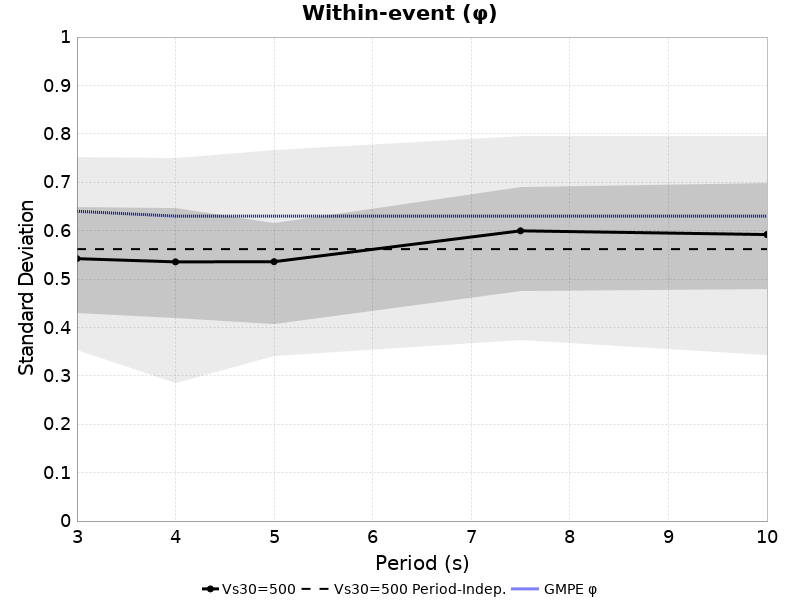 Within-event (φ)
1
0.9
0.8
0.7
0.6
0.5
0.4
0.3
0.2
0.1
0
Standard Deviation
3 4 5 6 7 8 9 10
Period (s)
Vs30=500 Vs30=500 Period-Indep. GMPE φ